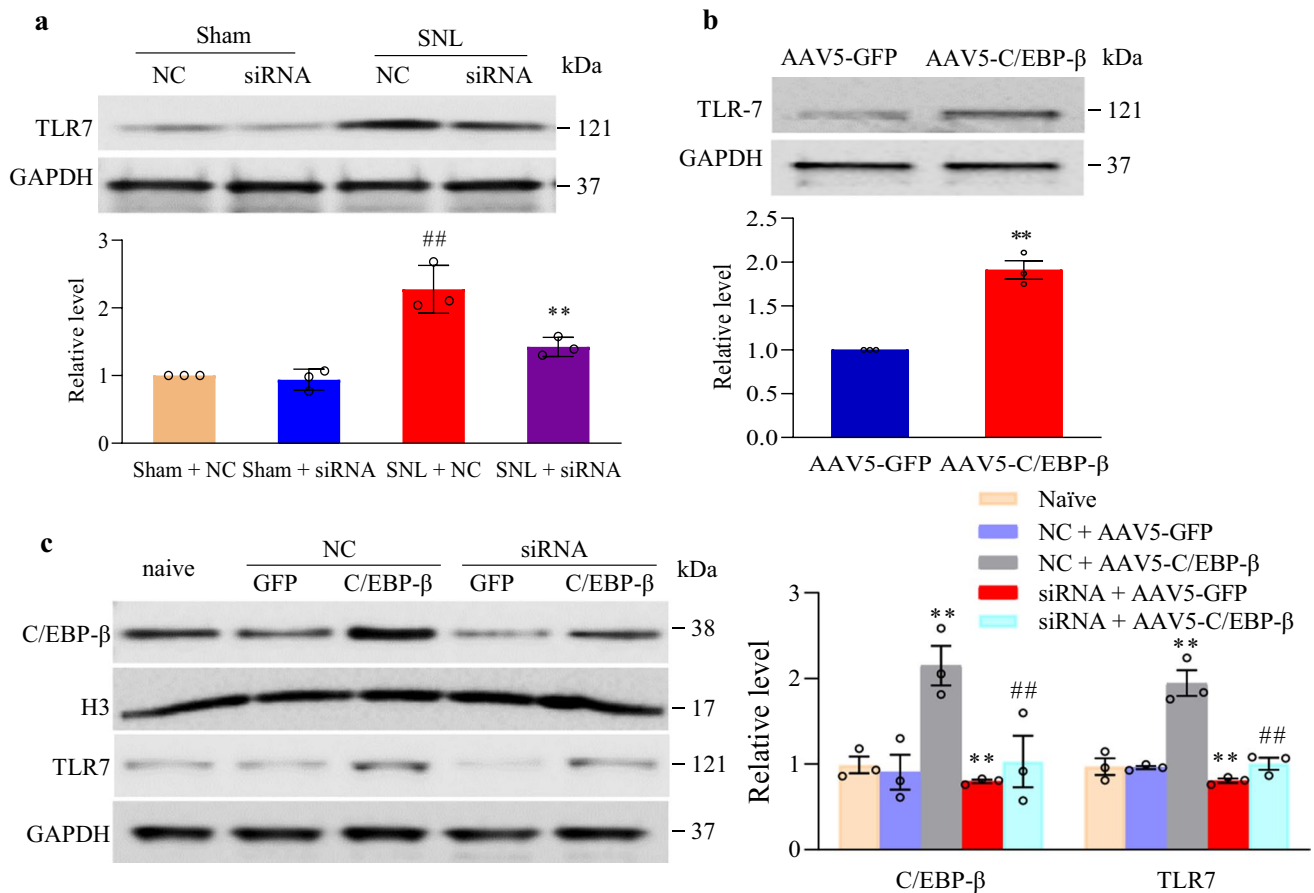 a
Sham
SNL
kDa
NC
siRNA
NC
siRNA
TLR7
– 121
GAPDH
– 37
Relative level
3
##
2
**
1
0
Sham + NC
Sham + siRNA
SNL + NC
SNL + siRNA
b
AAV5-GFP
AAV5-C/EBP-β
kDa
TLR-7
– 121
GAPDH
– 37
Relative level
2.5
**
2.0
1.5
1.0
0.5
2.0
AAV5-GFP
AAV5-C/EBP-β
c
naive
NC
siRNA
kDa
GFP
C/EBP-β
GFP
C/EBP-β
C/EBP-β
– 38
H3
– 17
TLR7
– 121
GAPDH
– 37
Naïve
NC + AAV5-GFP
NC + AAV5-C/EBP-β
siRNA + AAV5-GFP
siRNA + AAV5-C/EBP-β
Relative level
3
2
1
0
**
**
##
**
**
##
C/EBP-β
TLR7